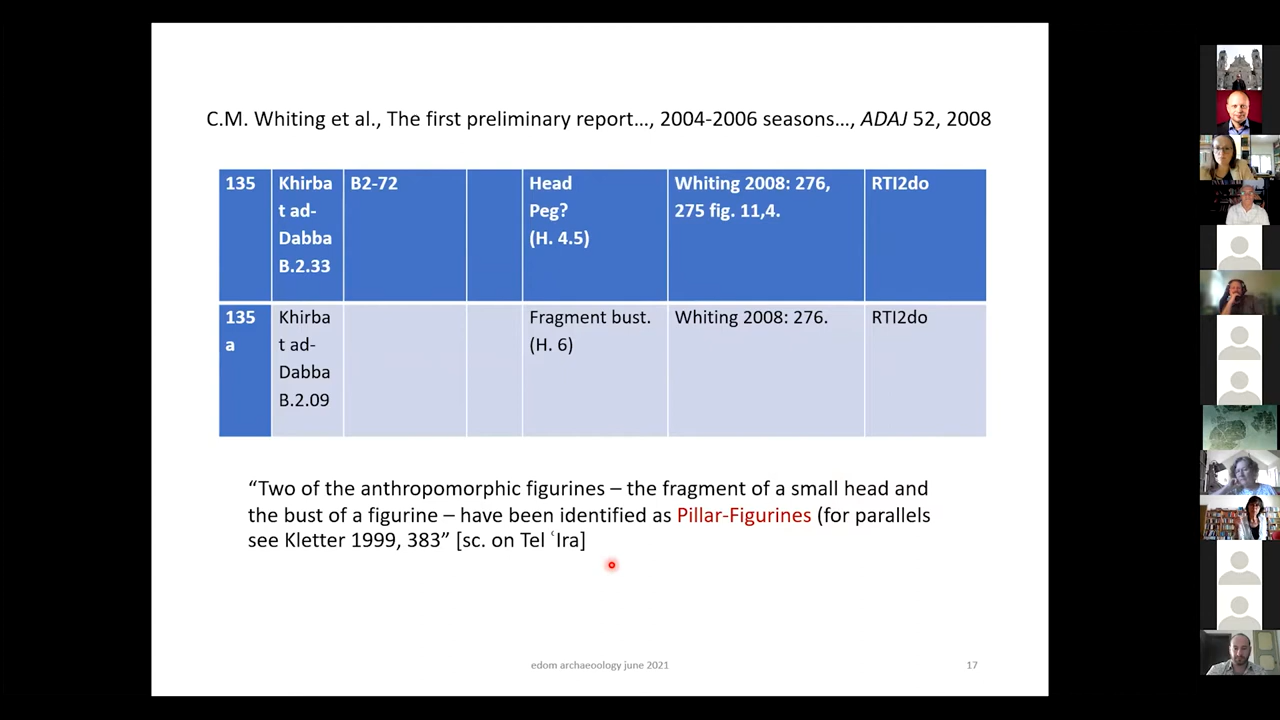 C.M. Whiting et al., The first preliminary report…, 2004-2006 seasons…, ADAJ 52, 2008
135
Khirba
t ad-
Dabba
B.2.33
B2-72
Head
Peg?
(H. 4.5)
Whiting 2008: 276,
275 fig. 11,4.
RTI2do
135
a
Khirba
t ad-
Dabba
B.2.09
Fragment bust.
(H. 6)
Whiting 2008: 276.
RTI2do
“Two of the anthropomorphic figurines – the fragment of a small head and
the bust of a figurine – have been identified as Pillar-Figurines (for parallels
see Kletter 1999, 383” [sc. on Tel ʿIra]
edom archaeoology june 2021
17